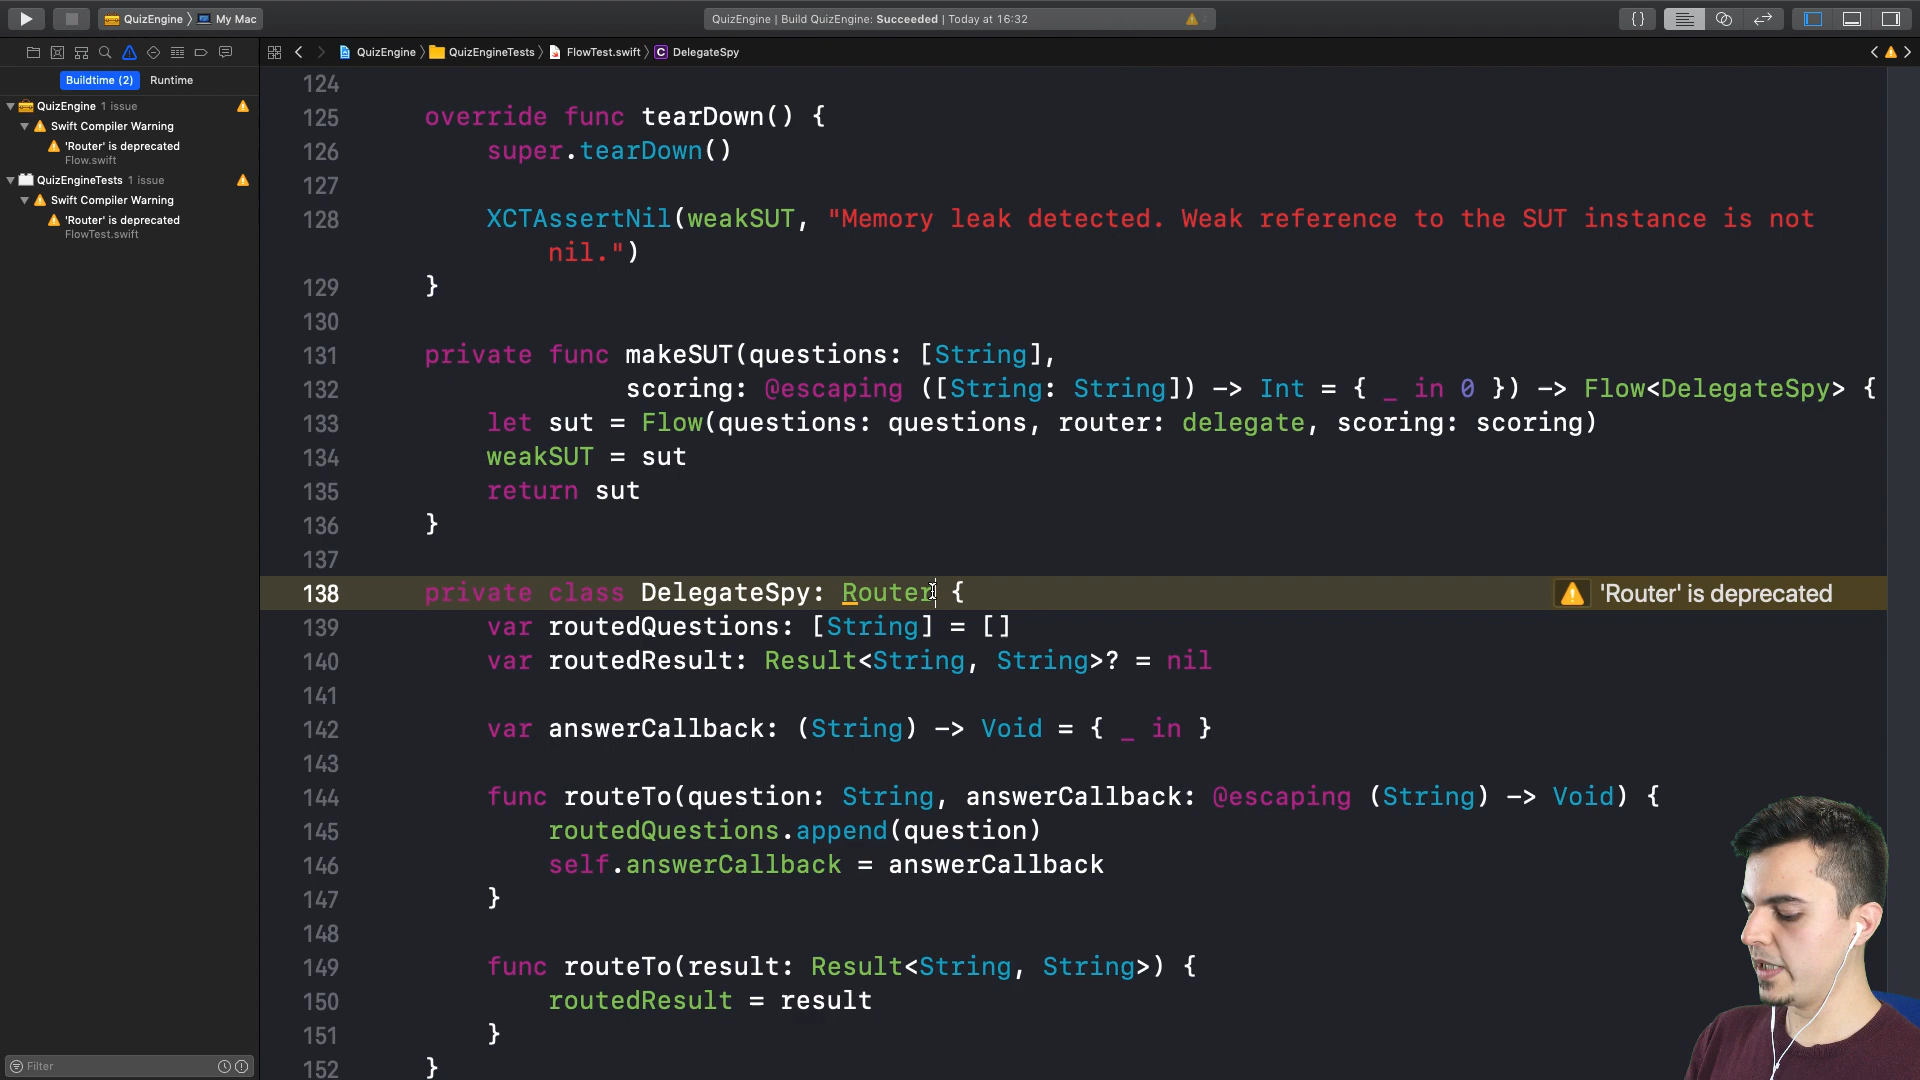 QuizEngine 〉 My Mac
QuizEngine | Build QuizEngine: Succeeded | Today at 16:32
QuizEngine 〉 QuizEngineTests 〉 FlowTest.swift 〉 C DelegateSpy
Buildtime (2) Runtime
QuizEngine 1 issue
Swift Compiler Warning
'Router' is deprecated
Flow.swift
QuizEngineTests 1 issue
Swift Compiler Warning
'Router' is deprecated
FlowTest.swift
Filter
124
125 override func tearDown() {
126 super.tearDown()
127
128 XCTAssertNil(weakSUT, "Memory leak detected. Weak reference to the SUT instance is not
nil.")
129 }
130
131 private func makeSUT(questions: [String],
132 scoring: @escaping ([String: String]) -> Int = { _ in 0 }) -> Flow<DelegateSpy> {
133 let sut = Flow(questions: questions, router: delegate, scoring: scoring)
134 weakSUT = sut
135 return sut
136 }
137
138 private class DelegateSpy: Router { 'Router' is deprecated
139 var routedQuestions: [String] = []
140 var routedResult: Result<String, String>? = nil
141
142 var answerCallback: (String) -> Void = { _ in }
143
144 func routeTo(question: String, answerCallback: @escaping (String) -> Void) {
145 routedQuestions.append(question)
146 self.answerCallback = answerCallback
147 }
148
149 func routeTo(result: Result<String, String>) {
150 routedResult = result
151 }
152 }